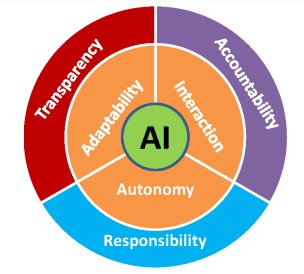 Transparency
Accountability
Adaptability
Interaction
AI
Autonomy
Responsibility